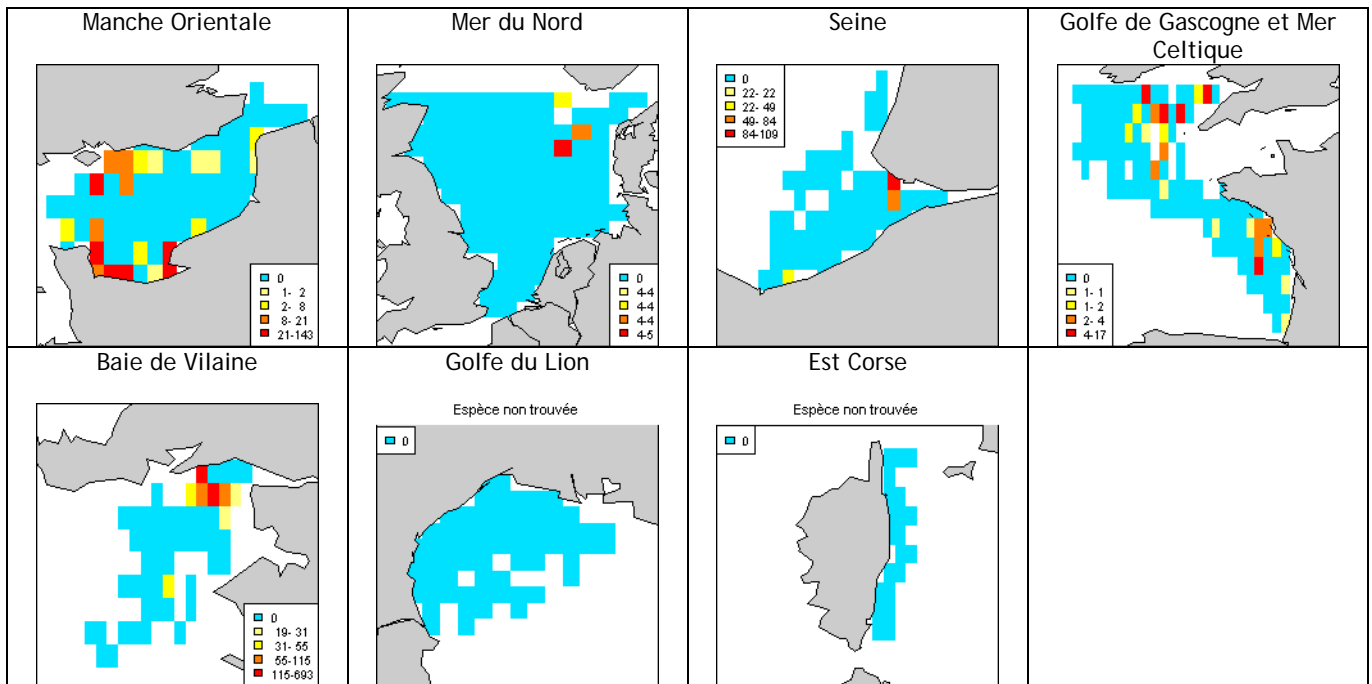 Manche Orientale
0
1- 2
2- 8
8- 21
21-143
Mer du Nord
0
4-4
4-4
4-4
4-5
Seine
0
22- 22
22- 49
49- 84
84-109
Golfe de Gascogne et Mer
Celtique
0
1- 1
1- 2
2- 4
4-17
Baie de Vilaine
0
19- 31
31- 55
55-115
115-693
Golfe du Lion
Espèce non trouvée
0
Est Corse
Espèce non trouvée
0